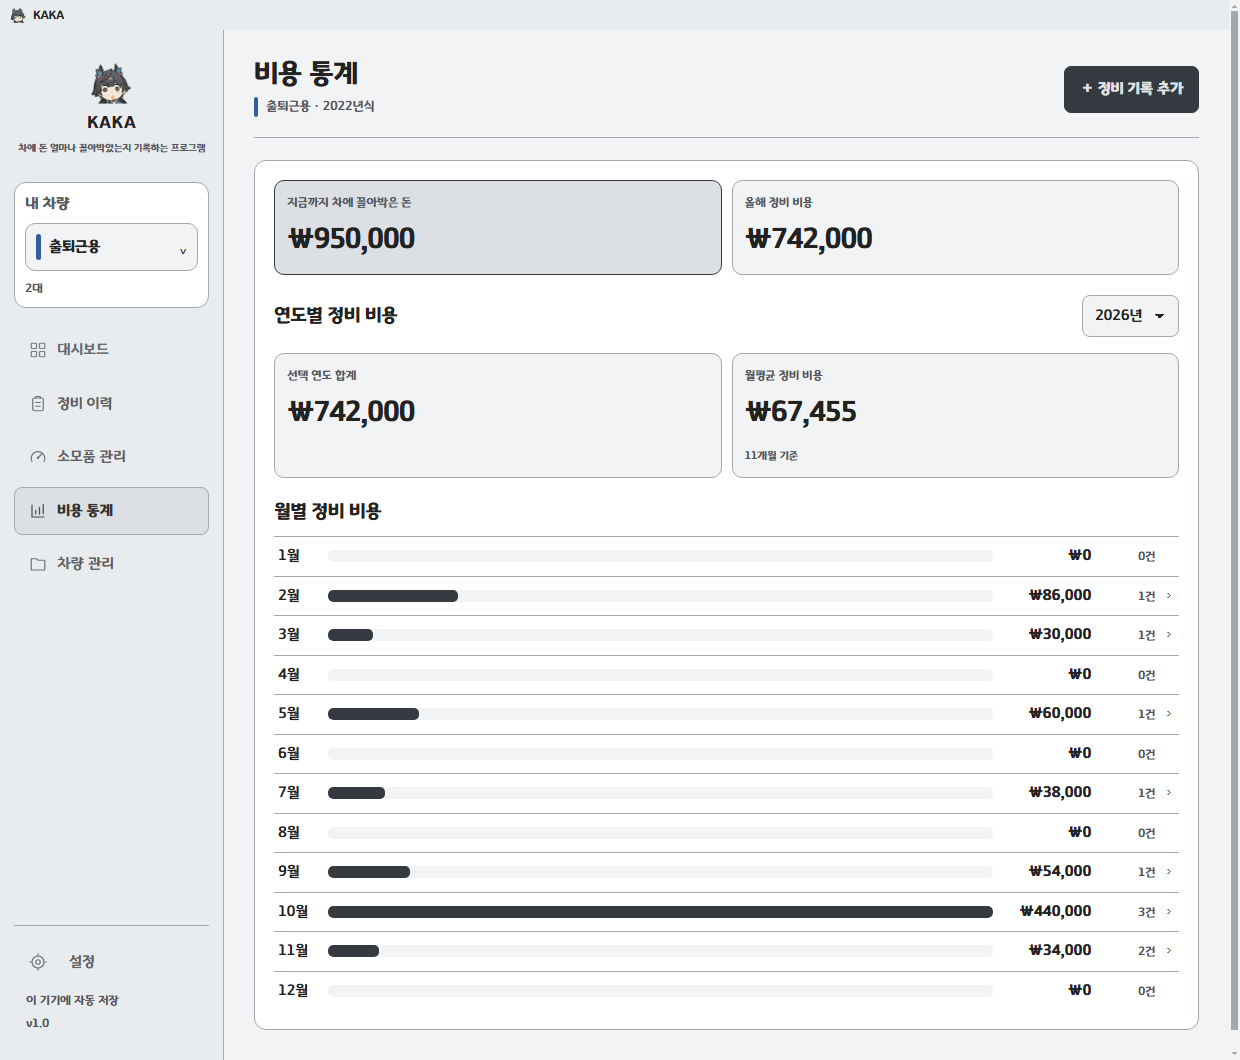 KAKA
KAKA
차에 돈 얼마나 꼴아박았는지 기록하는 프로그램
내 차량
출퇴근용
2대
대시보드
정비 이력
소모품 관리
비용 통계
차량 관리
설정
이 기기에 자동 저장
v1.0
비용 통계
출퇴근용 · 2022년식
+ 정비 기록 추가
지금까지 차에 꼴아박은 돈
₩950,000
올해 정비 비용
₩742,000
연도별 정비 비용
2026년
선택 연도 합계
₩742,000
월평균 정비 비용
₩67,455
11개월 기준
월별 정비 비용
1월 ₩0 0건
2월 ₩86,000 1건 ›
3월 ₩30,000 1건 ›
4월 ₩0 0건
5월 ₩60,000 1건 ›
6월 ₩0 0건
7월 ₩38,000 1건 ›
8월 ₩0 0건
9월 ₩54,000 1건 ›
10월 ₩440,000 3건 ›
11월 ₩34,000 2건 ›
12월 ₩0 0건